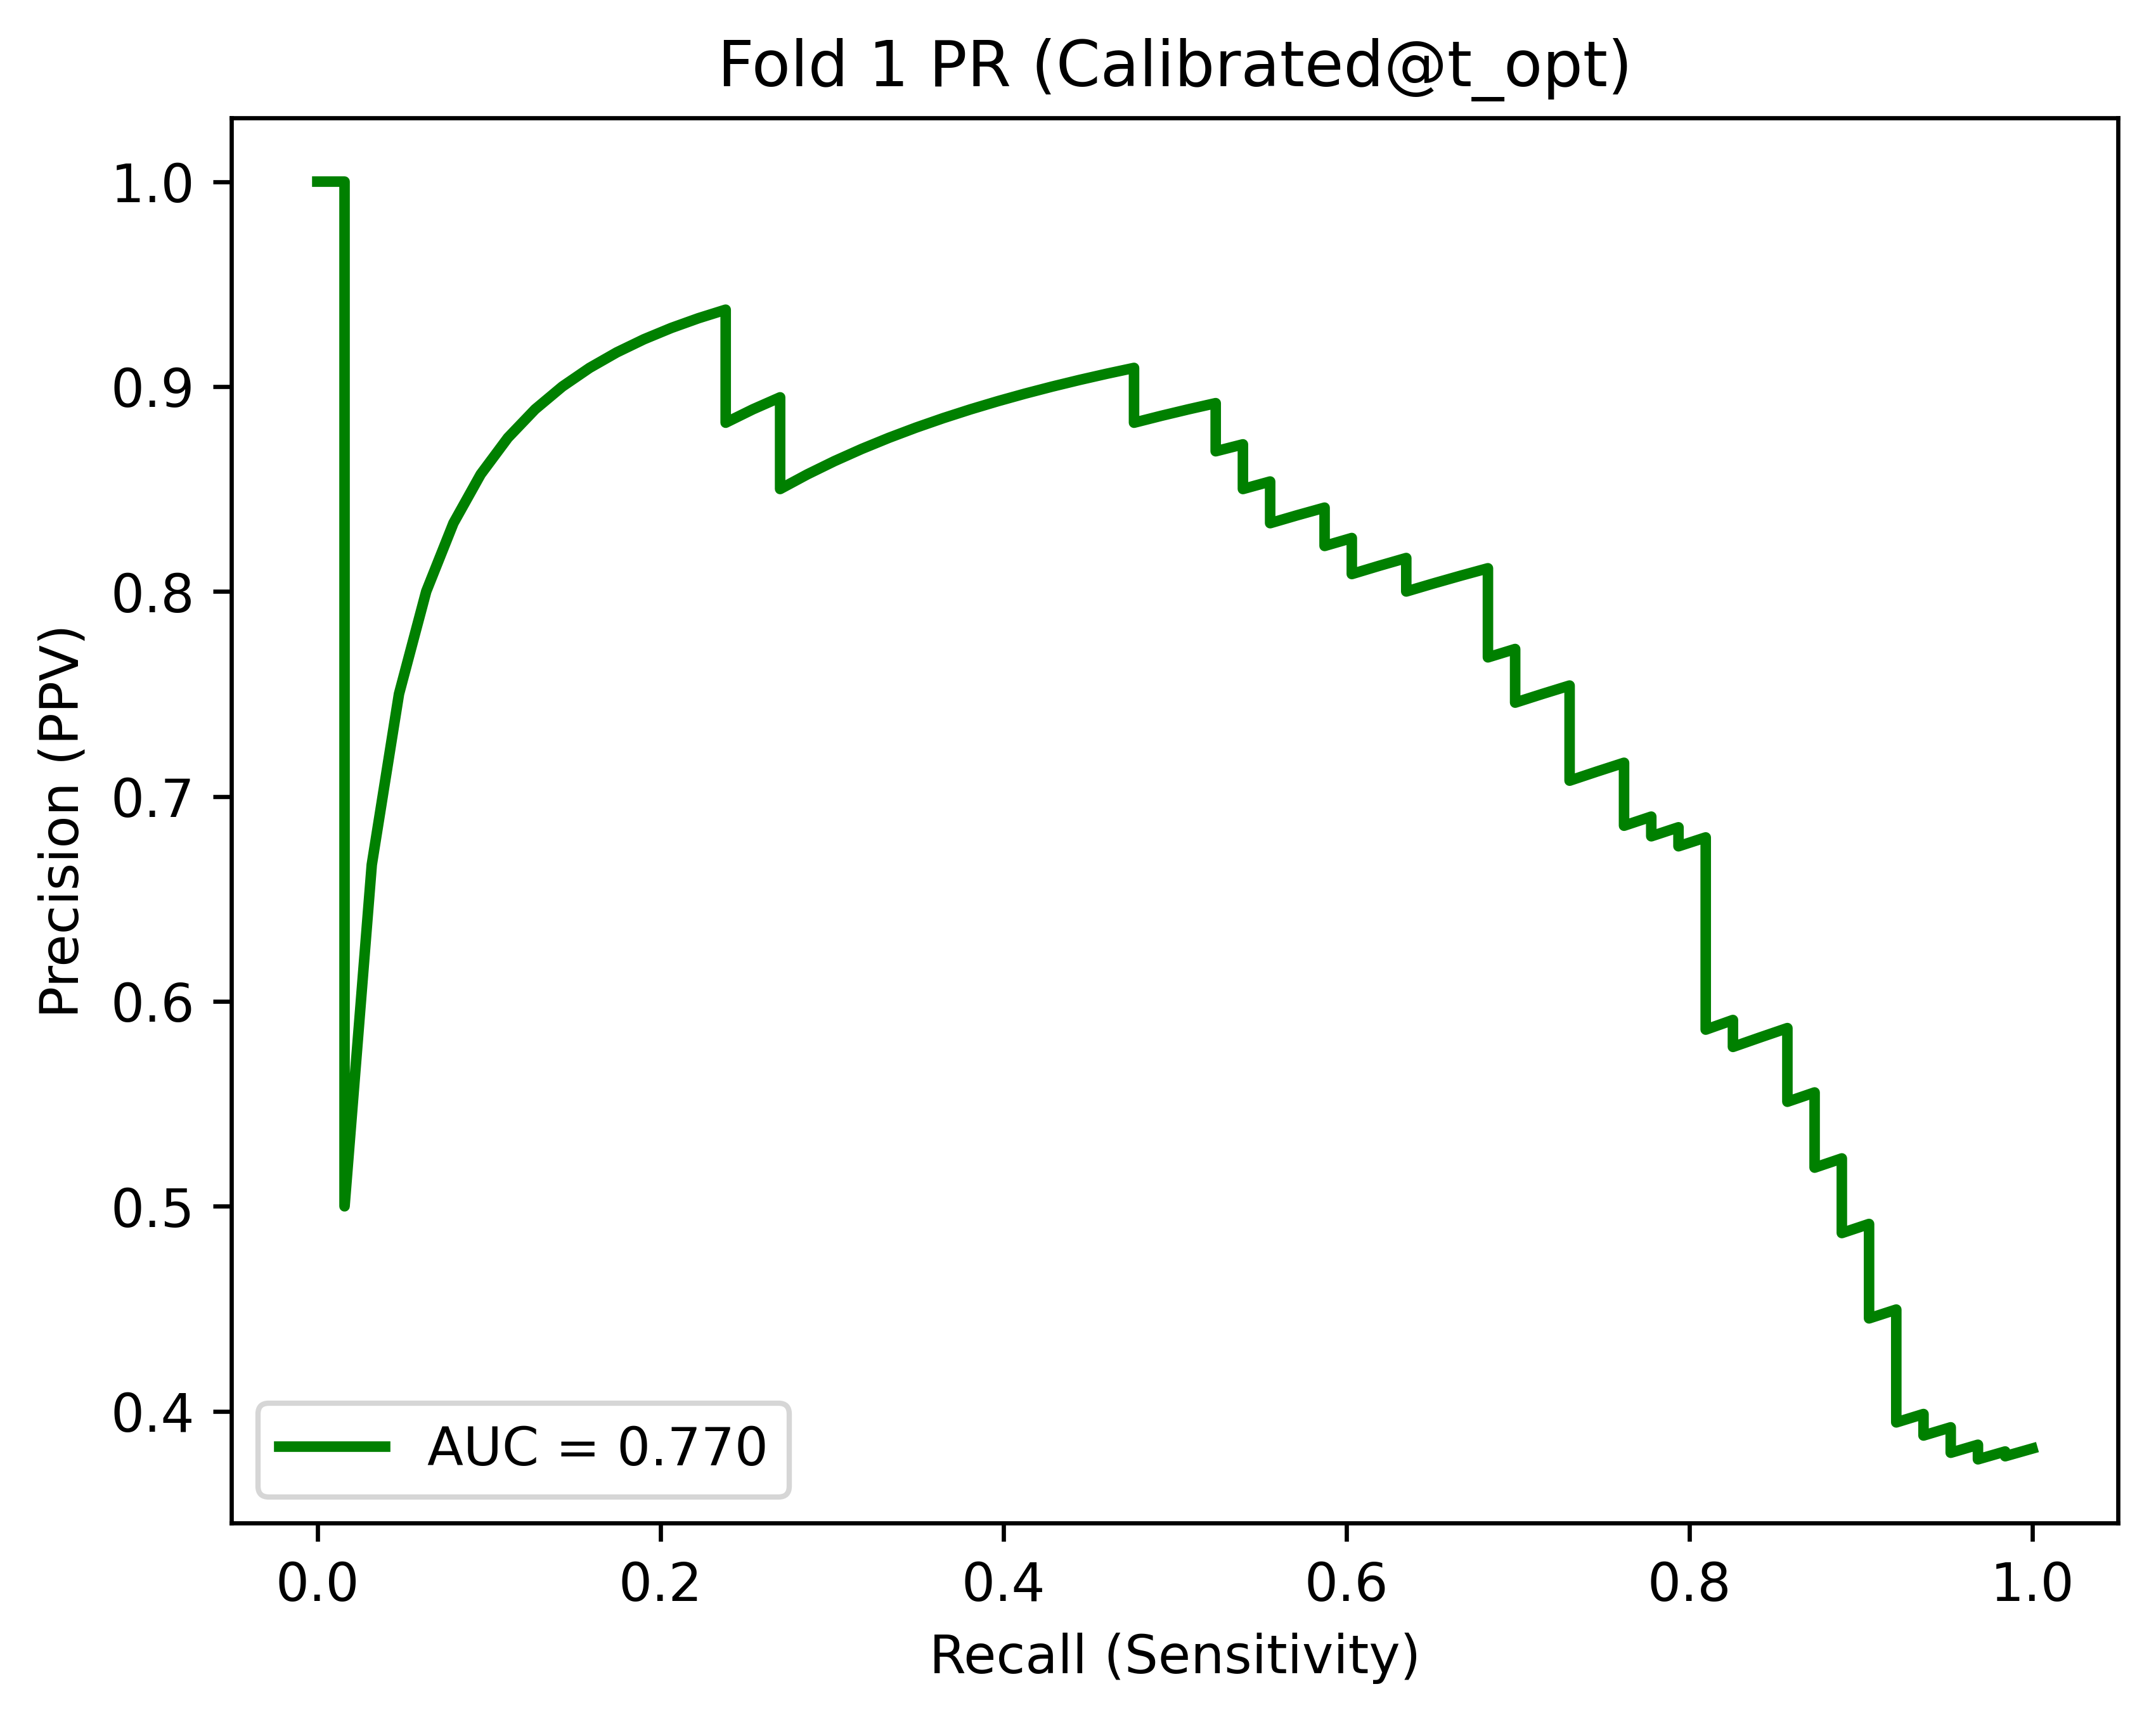 Fold 1 PR (Calibrated@t_opt)
Precision (PPV)
1.0
0.9
0.8
0.7
0.6
0.5
0.4
AUC = 0.770
0.0 0.2 0.4 0.6 0.8 1.0
Recall (Sensitivity)